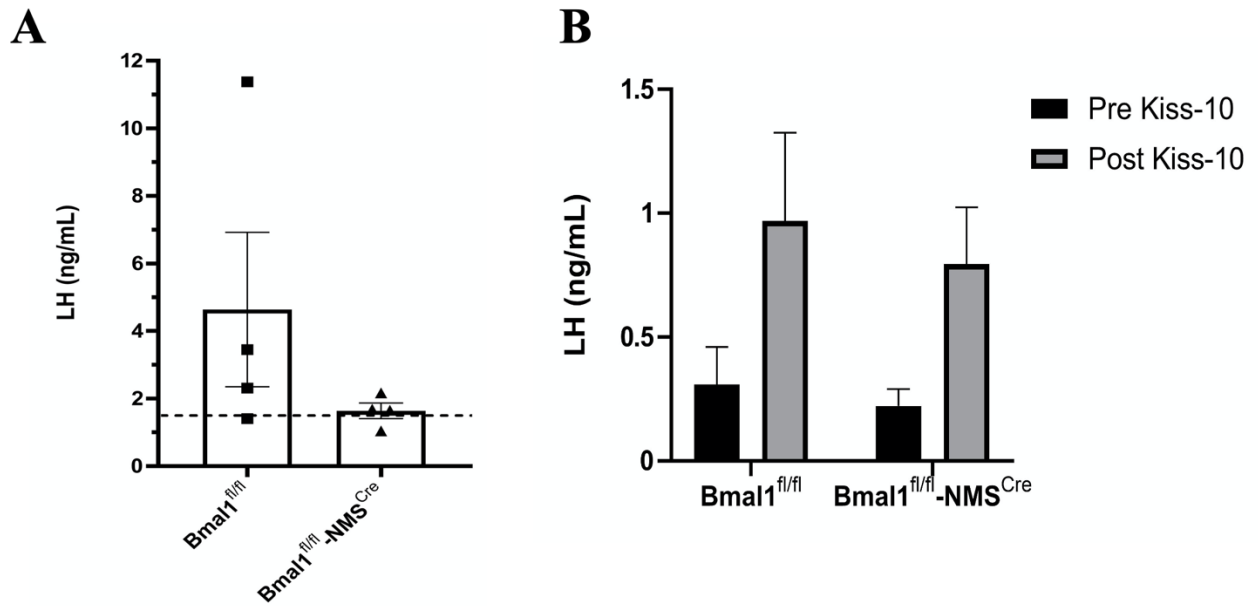 A
12
10
8
6
4
2
0
LH (ng/mL)
Bmal1fl/fl
Bmal1fl/fl-NMSCre
B
1.5
1
0.5
0
LH (ng/mL)
Bmal1fl/fl
Bmal1fl/fl-NMSCre
Pre Kiss-10
Post Kiss-10